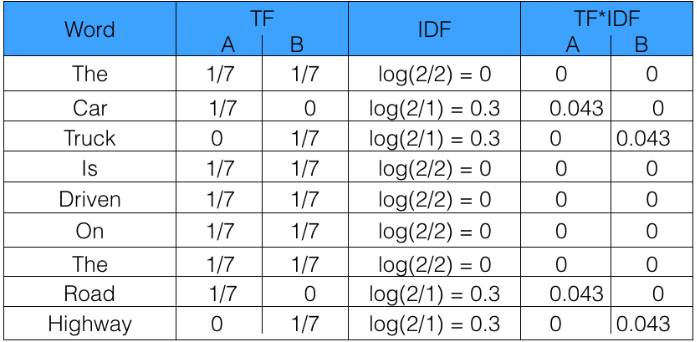 Word TF IDF TF*IDF
A B A B
The 1/7 1/7 log(2/2) = 0 0 0
Car 1/7 0 log(2/1) = 0.3 0.043 0
Truck 0 1/7 log(2/1) = 0.3 0 0.043
Is 1/7 1/7 log(2/2) = 0 0 0
Driven 1/7 1/7 log(2/2) = 0 0 0
On 1/7 1/7 log(2/2) = 0 0 0
The 1/7 1/7 log(2/2) = 0 0 0
Road 1/7 0 log(2/1) = 0.3 0.043 0
Highway 0 1/7 log(2/1) = 0.3 0 0.043